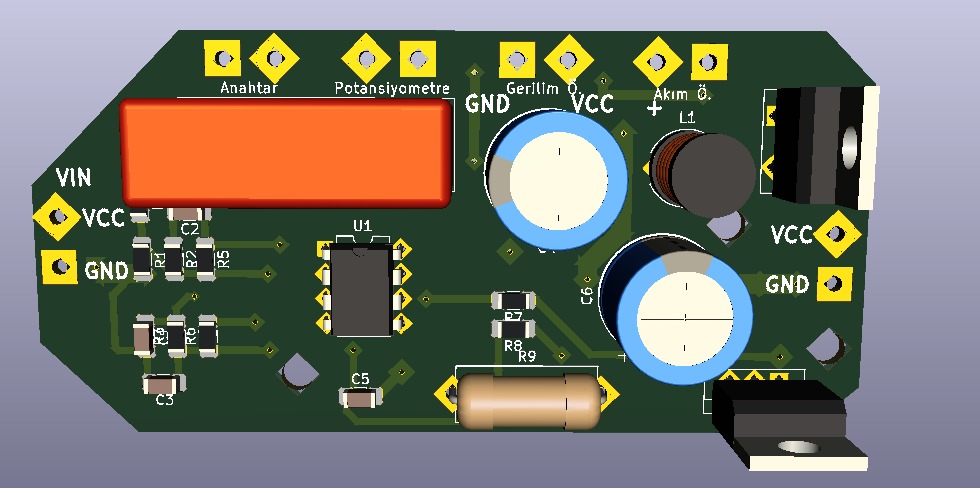 Anahtar
Potansiyometre
Gerilim Ö.
Akım Ö.
GND
VCC
+
L1
VIN
VCC
GND
C2
R1
R2
R5
U1
VCC
GND
C6
R6
R7
R8
R9
C3
C5